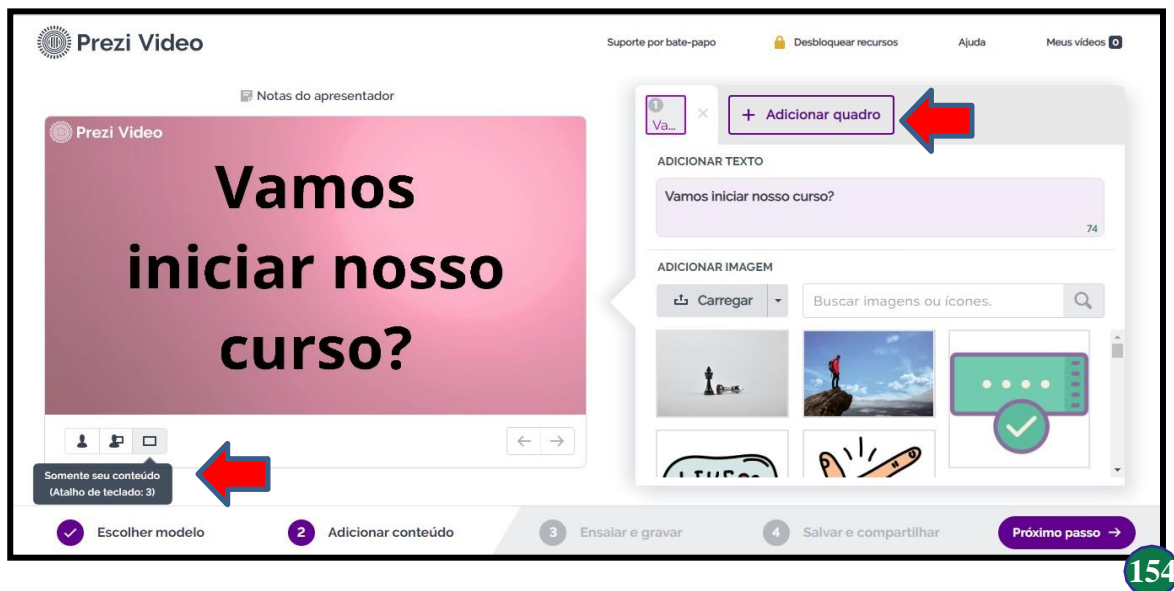 Prezi Video
Suporte por bate-papo
Desbloquear recursos
Ajuda
Meus vídeos 0
Notas do apresentador
Prezi Video
Vamos
iniciar nosso
curso?
Somente seu conteúdo
(Atalho de teclado: 3)
1
Va...
+ Adicionar quadro
ADICIONAR TEXTO
Vamos iniciar nosso curso?
74
ADICIONAR IMAGEM
Carregar
Buscar imagens ou ícones.
Escolher modelo
2 Adicionar conteúdo
3 Ensaiar e gravar
4 Salvar e compartilhar
Próximo passo →
154